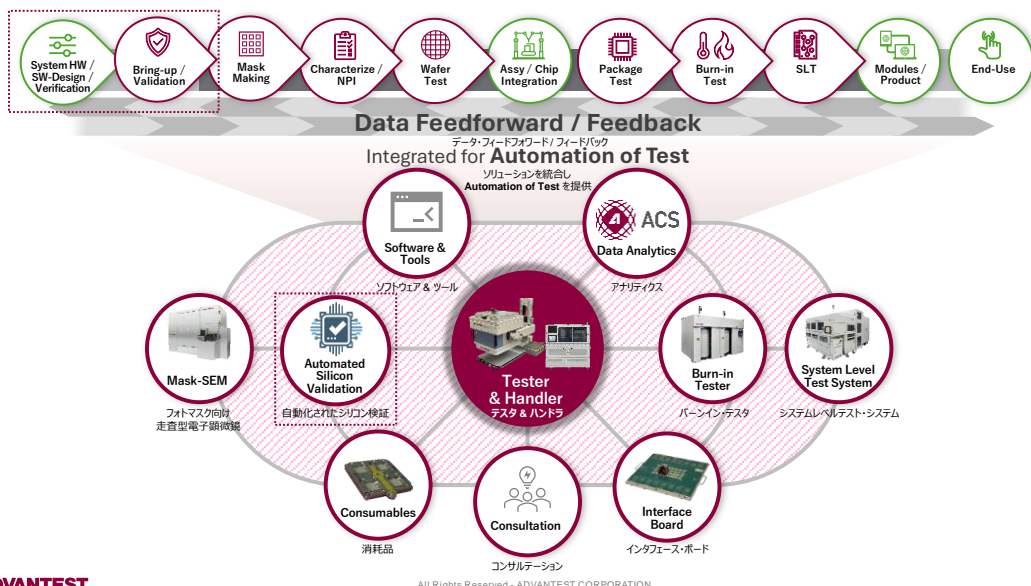 System HW /
SW-Design /
Verification
Bring-up /
Validation
Mask
Making
Characterize /
NPI
Wafer
Test
Assy / Chip
Integration
Package
Test
Burn-in
Test
SLT
Modules /
Product
End-Use
Data Feedforward / Feedback
データ・フィードフォワード / フィードバック
Integrated for Automation of Test
ソリューションを統合し
Automation of Test を提供
Software &
Tools
ソフトウェア & ツール
ACS
Data Analytics
アナリティクス
Mask-SEM
フォトマスク向け
走査型電子顕微鏡
Automated
Silicon
Validation
自動化されたシリコン検証
Tester
& Handler
テスタ & ハンドラ
Burn-in
Tester
バーンイン・テスタ
System Level
Test System
システムレベルテスト・システム
Consumables
消耗品
Consultation
コンサルテーション
Interface
Board
インタフェース・ボード
DVANTEST
All Rights Reserved - ADVANTEST CORPORATION